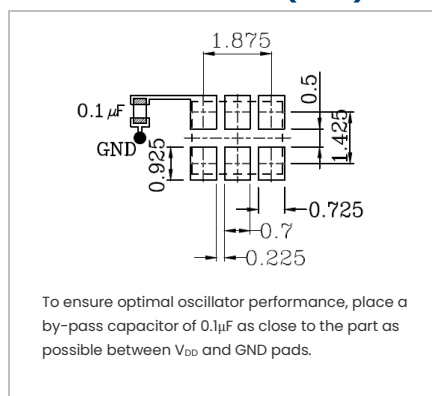 1.875
0.5
0.1 μF
1.425
GND
0.925
0.725
0.7
0.225
To ensure optimal oscillator performance, place a
by-pass capacitor of 0.1μF as close to the part as
possible between VDD and GND pads.